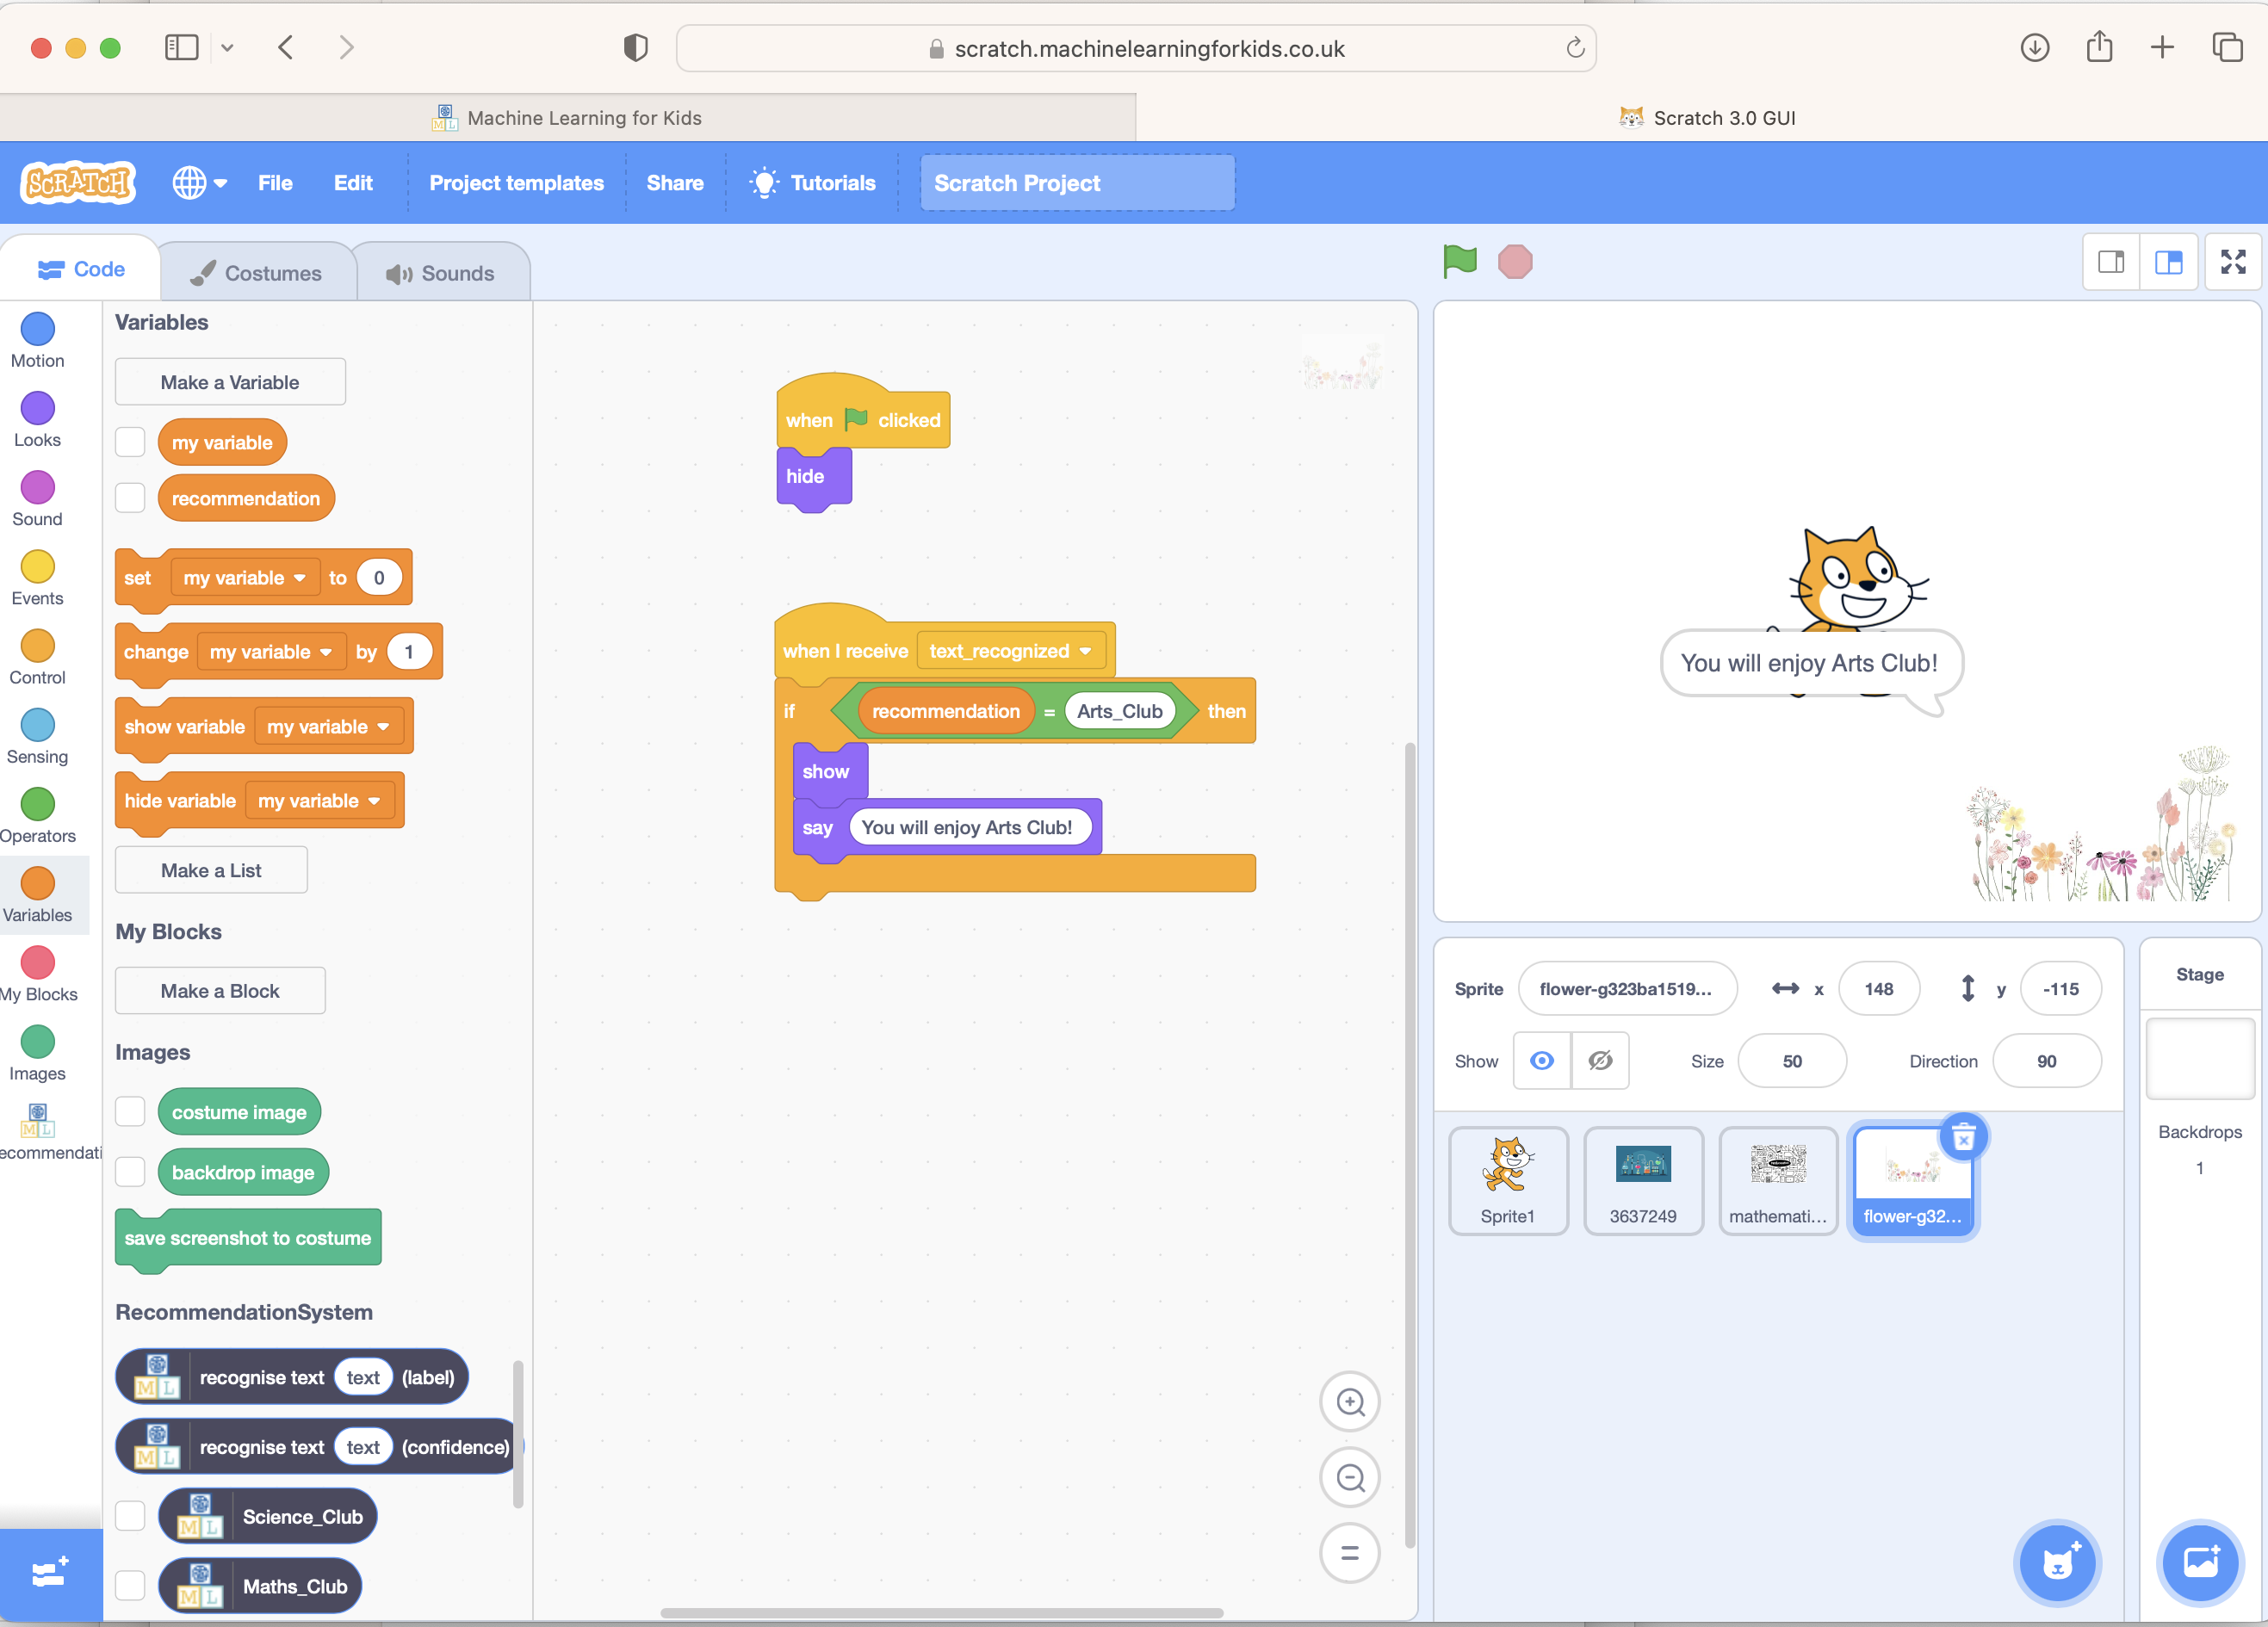 scratch.machinelearningforkids.co.uk
Machine Learning for Kids
Scratch 3.0 GUI
SCRATCH
File
Edit
Project templates
Share
Tutorials
Scratch Project
Code
Costumes
Sounds
Motion
Looks
Sound
Events
Control
Sensing
Operators
Variables
My Blocks
Images
ecommendati
Variables
Make a Variable
my variable
recommendation
set my variable to 0
change my variable by 1
show variable my variable
hide variable my variable
Make a List
My Blocks
Make a Block
Images
costume image
backdrop image
save screenshot to costume
RecommendationSystem
ML recognise text text (label)
ML recognise text text (confidence)
ML Science_Club
ML Maths_Club
when clicked
hide
when I receive text_recognized
if recommendation = Arts_Club then
show
say You will enjoy Arts Club!
You will enjoy Arts Club!
Sprite flower-g323ba1519... x 148 y -115
Show Size 50 Direction 90
Sprite1
3637249
mathemati...
flower-g32...
Stage
Backdrops
1